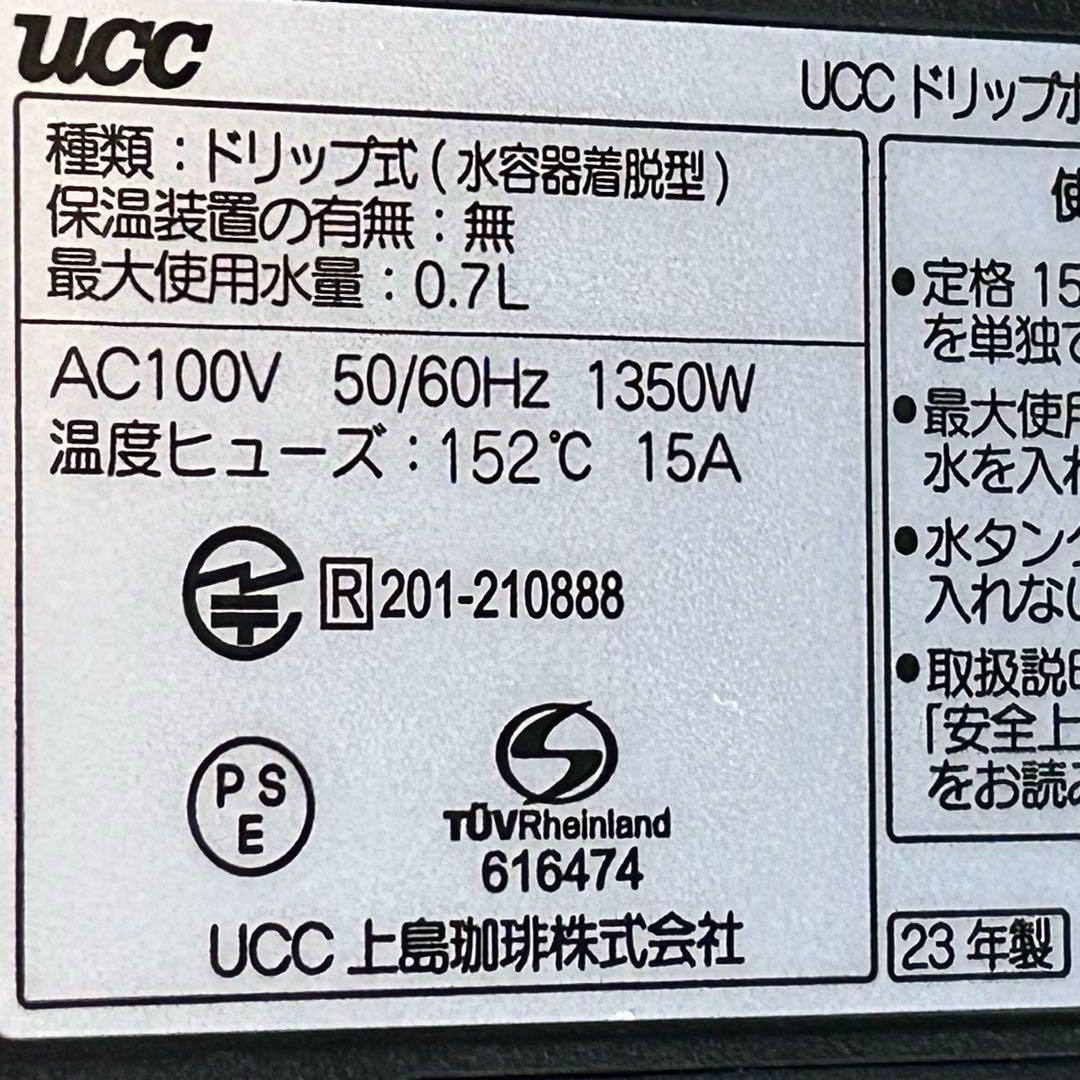 UCC
UCC ドリップポ
種類：ドリップ式(水容器着脱型)
保温装置の有無：無
最大使用水量：0.7L
AC100V 50/60Hz 1350W
温度ヒューズ：152℃ 15A
R 201-210888
PSE
TÜVRheinland
616474
UCC 上島珈琲株式会社
使
●定格 15
を単独で
●最大使用
水を入れ
●水タンク
入れない
●取扱説明
「安全上
をお読み
23 年製